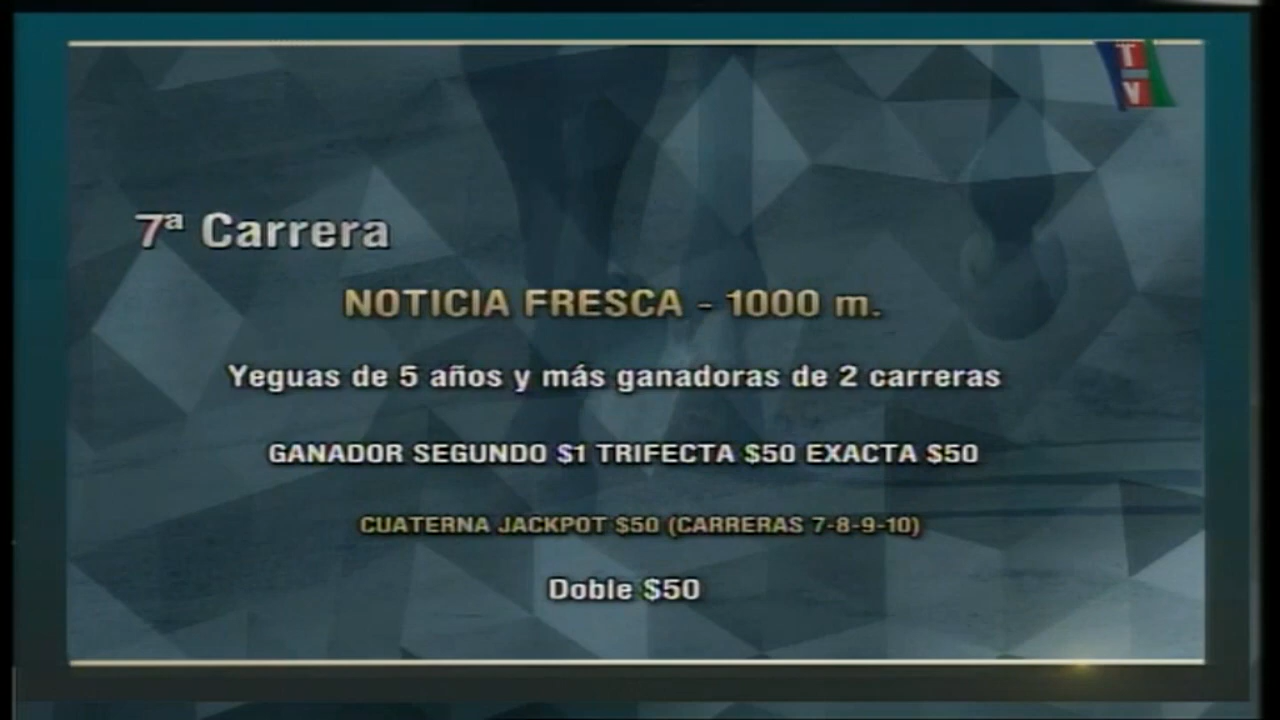 TV
7ª Carrera
NOTICIA FRESCA - 1000 m.
Yeguas de 5 años y más ganadoras de 2 carreras
GANADOR SEGUNDO $1 TRIFECTA $50 EXACTA $50
CUATERNA JACKPOT $50 (CARRERAS 7-8-9-10)
Doble $50